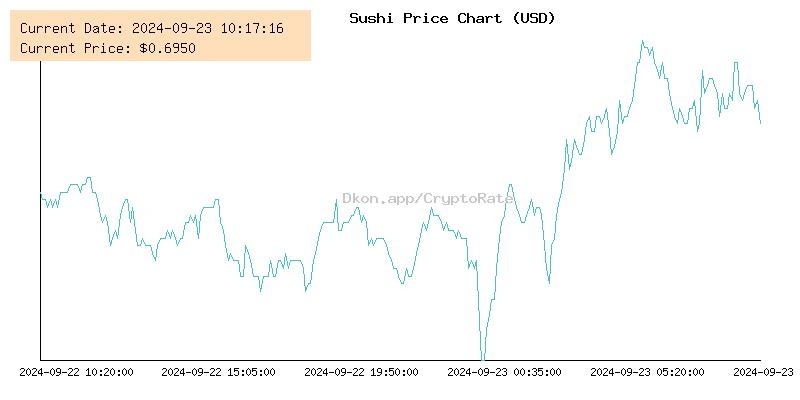 Sushi Price Chart (USD)
Current Date: 2024-09-23 10:17:16
Current Price: $0.6950
Dkon.app/CryptoRate
2024-09-22 10:20:00 2024-09-22 15:05:00 2024-09-22 19:50:00 2024-09-23 00:35:00 2024-09-23 05:20:00 2024-09-23